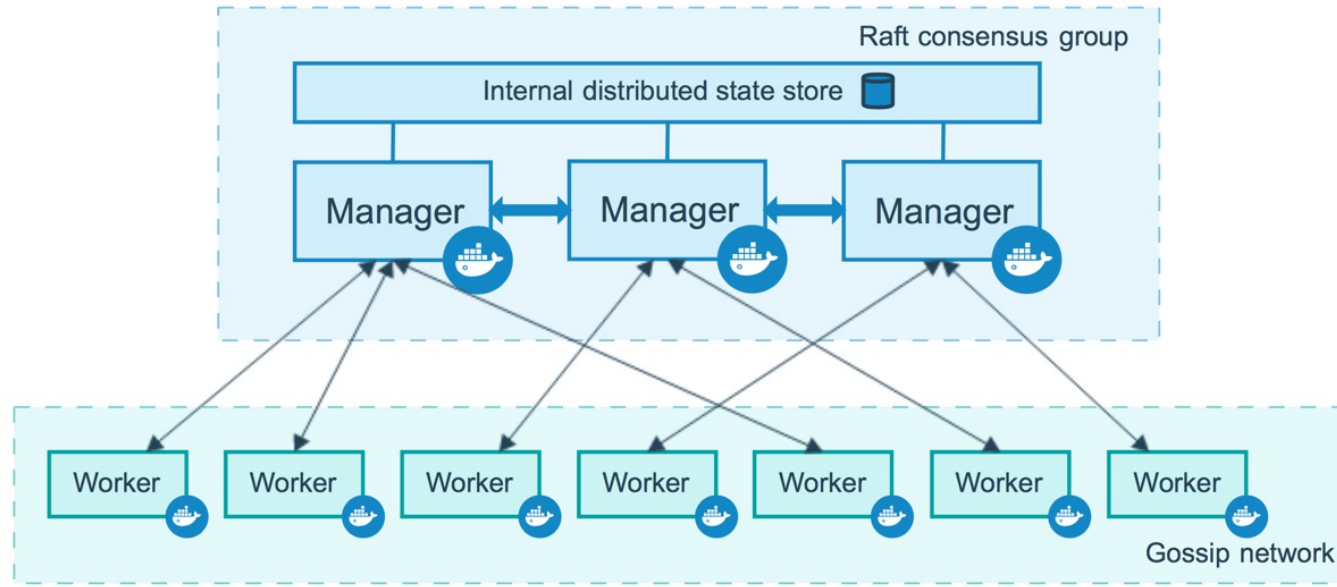 Raft consensus group
Internal distributed state store
Manager
Manager
Manager
Worker
Worker
Worker
Worker
Worker
Worker
Worker
Gossip network